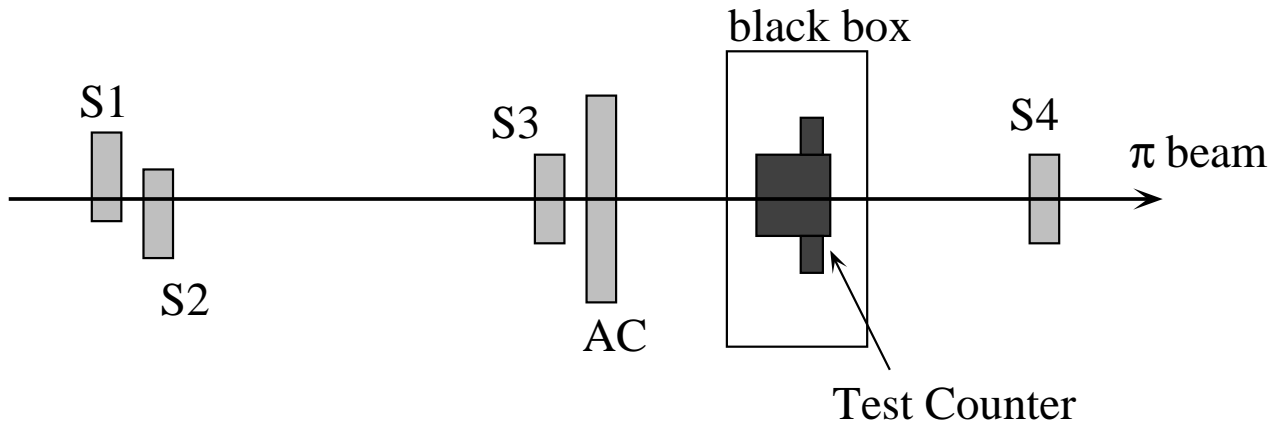 black box
S1
S3
S4
π beam
S2
AC
Test Counter